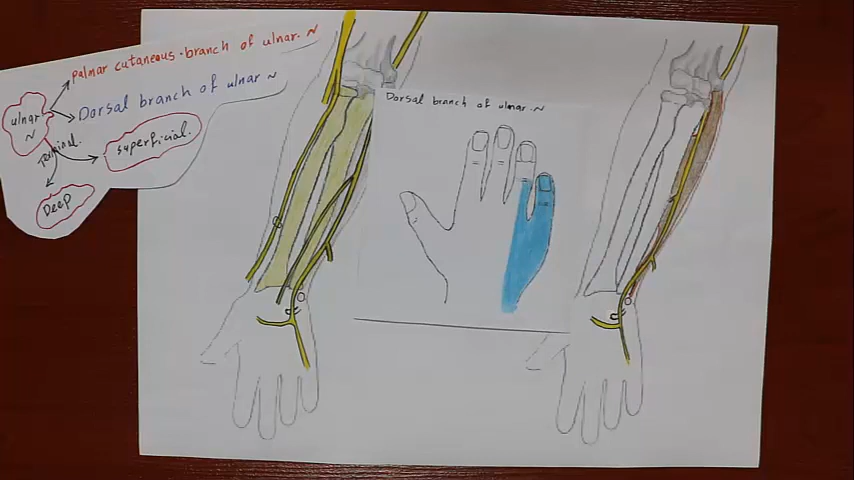 Palmar cutaneous branch of ulnar. N
Dorsal branch of ulnar N
ulnar
N
Terminal.
superficial.
Deep
Dorsal branch of ulnar. N